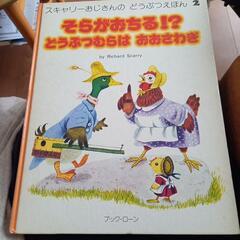 スキャリーおじさんの どうぶつえほん 2
そらがおちる!?
どうぶつむらは おおさわぎ
by Richard Scarry
ブック・ローン